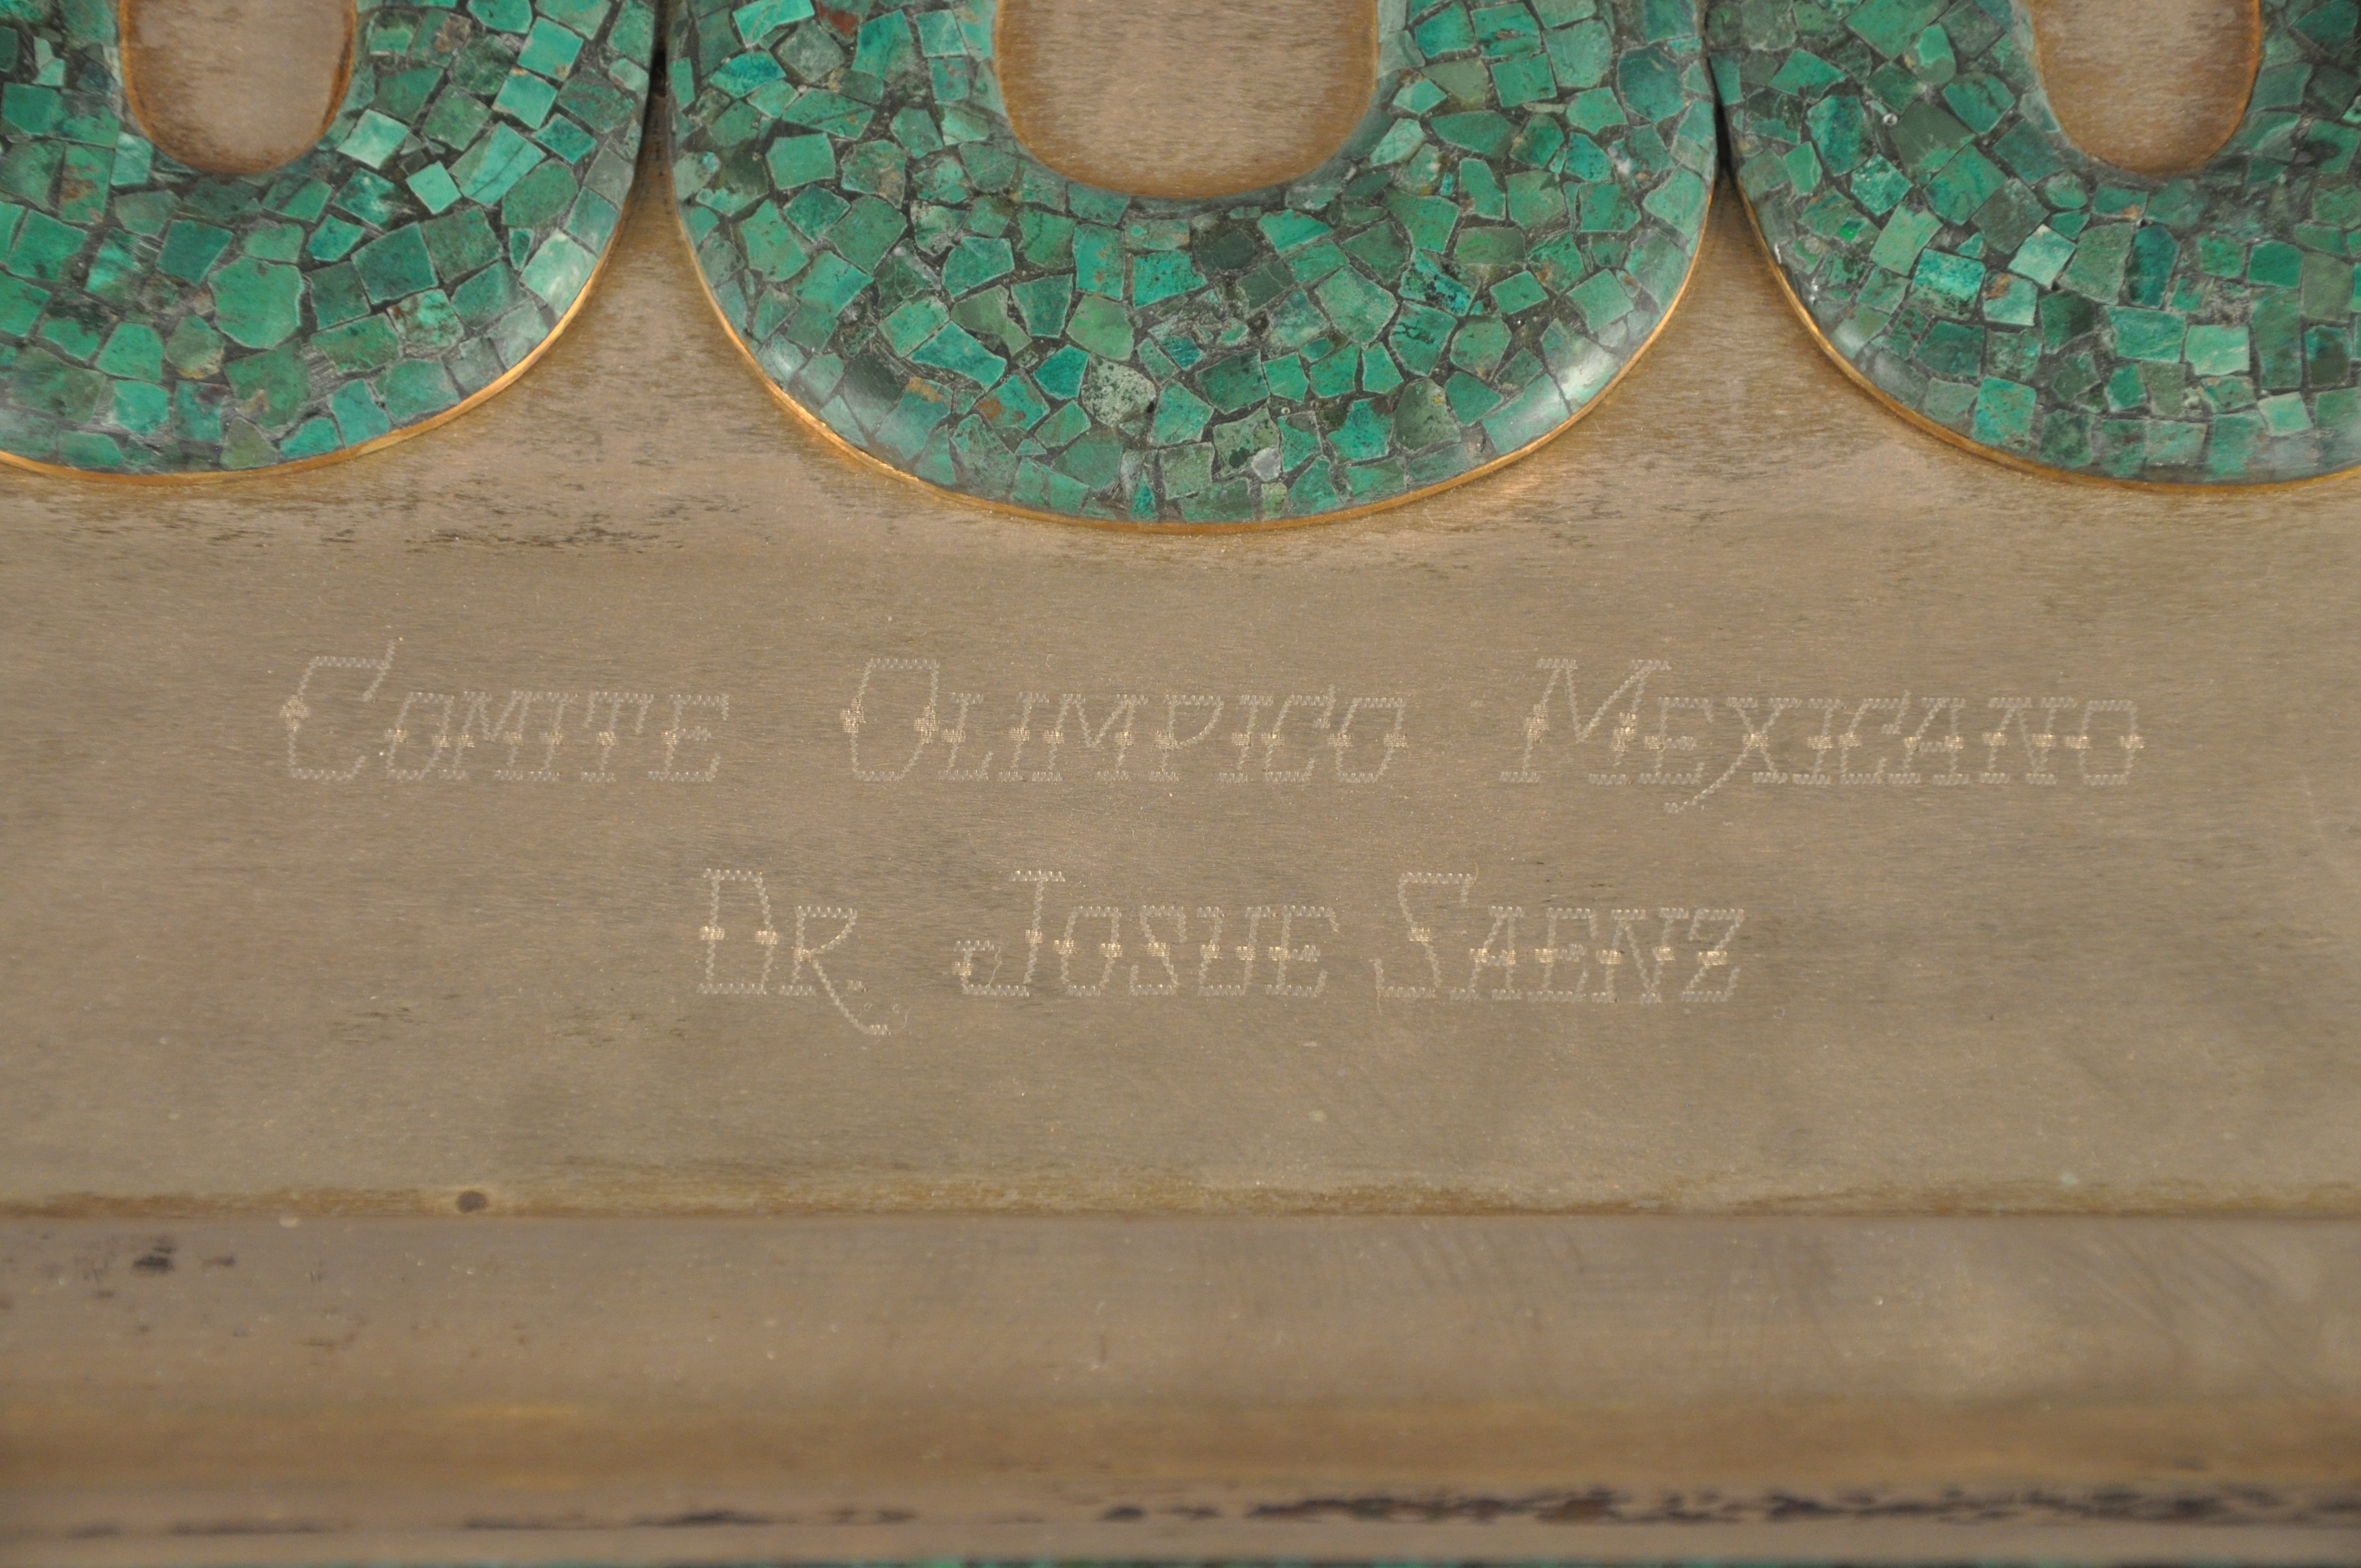 COMITE OLIMPICO MEXICANO
DR. JOSUE SAENZ